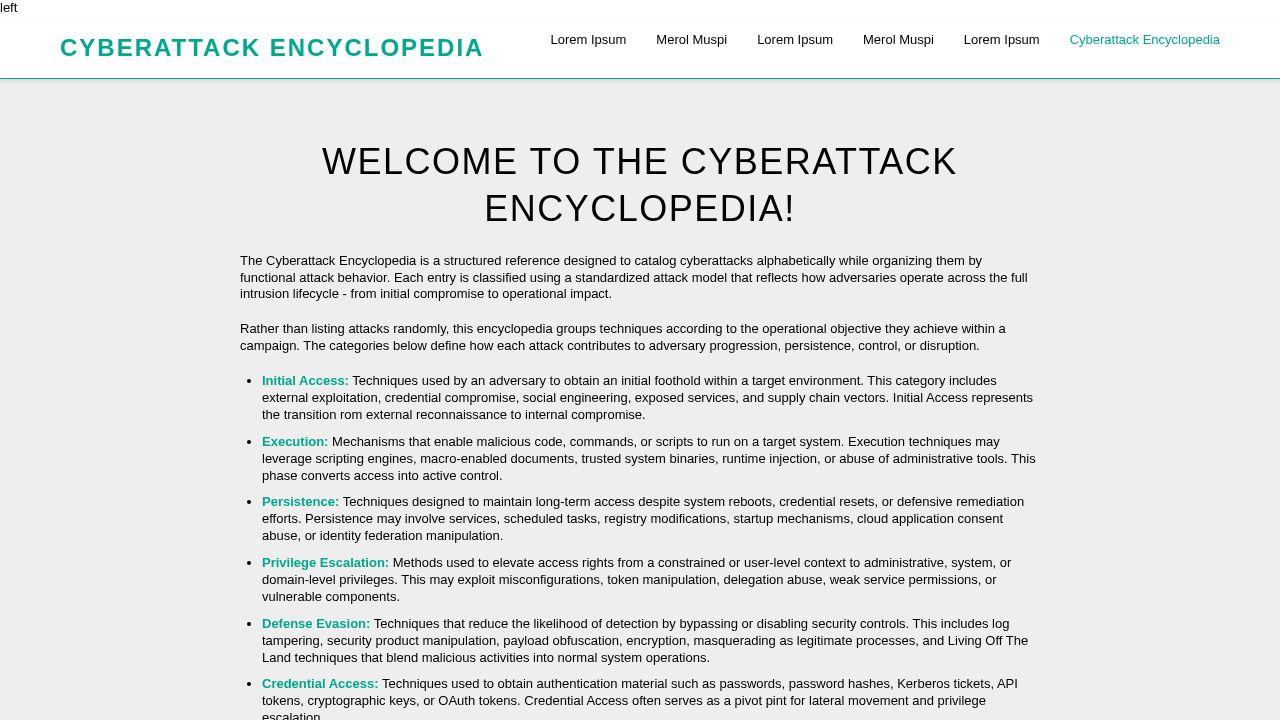 left
CYBERATTACK ENCYCLOPEDIA
Lorem Ipsum
Merol Muspi
Lorem Ipsum
Merol Muspi
Lorem Ipsum
Cyberattack Encyclopedia
WELCOME TO THE CYBERATTACK
ENCYCLOPEDIA!
The Cyberattack Encyclopedia is a structured reference designed to catalog cyberattacks alphabetically while organizing them by
functional attack behavior. Each entry is classified using a standardized attack model that reflects how adversaries operate across the full
intrusion lifecycle - from initial compromise to operational impact.
Rather than listing attacks randomly, this encyclopedia groups techniques according to the operational objective they achieve within a
campaign. The categories below define how each attack contributes to adversary progression, persistence, control, or disruption.
• Initial Access: Techniques used by an adversary to obtain an initial foothold within a target environment. This category includes
external exploitation, credential compromise, social engineering, exposed services, and supply chain vectors. Initial Access represents
the transition rom external reconnaissance to internal compromise.
• Execution: Mechanisms that enable malicious code, commands, or scripts to run on a target system. Execution techniques may
leverage scripting engines, macro-enabled documents, trusted system binaries, runtime injection, or abuse of administrative tools. This
phase converts access into active control.
• Persistence: Techniques designed to maintain long-term access despite system reboots, credential resets, or defensive remediation
efforts. Persistence may involve services, scheduled tasks, registry modifications, startup mechanisms, cloud application consent
abuse, or identity federation manipulation.
• Privilege Escalation: Methods used to elevate access rights from a constrained or user-level context to administrative, system, or
domain-level privileges. This may exploit misconfigurations, token manipulation, delegation abuse, weak service permissions, or
vulnerable components.
• Defense Evasion: Techniques that reduce the likelihood of detection by bypassing or disabling security controls. This includes log
tampering, security product manipulation, payload obfuscation, encryption, masquerading as legitimate processes, and Living Off The
Land techniques that blend malicious activities into normal system operations.
• Credential Access: Techniques used to obtain authentication material such as passwords, password hashes, Kerberos tickets, API
tokens, cryptographic keys, or OAuth tokens. Credential Access often serves as a pivot pint for lateral movement and privilege
escalation.